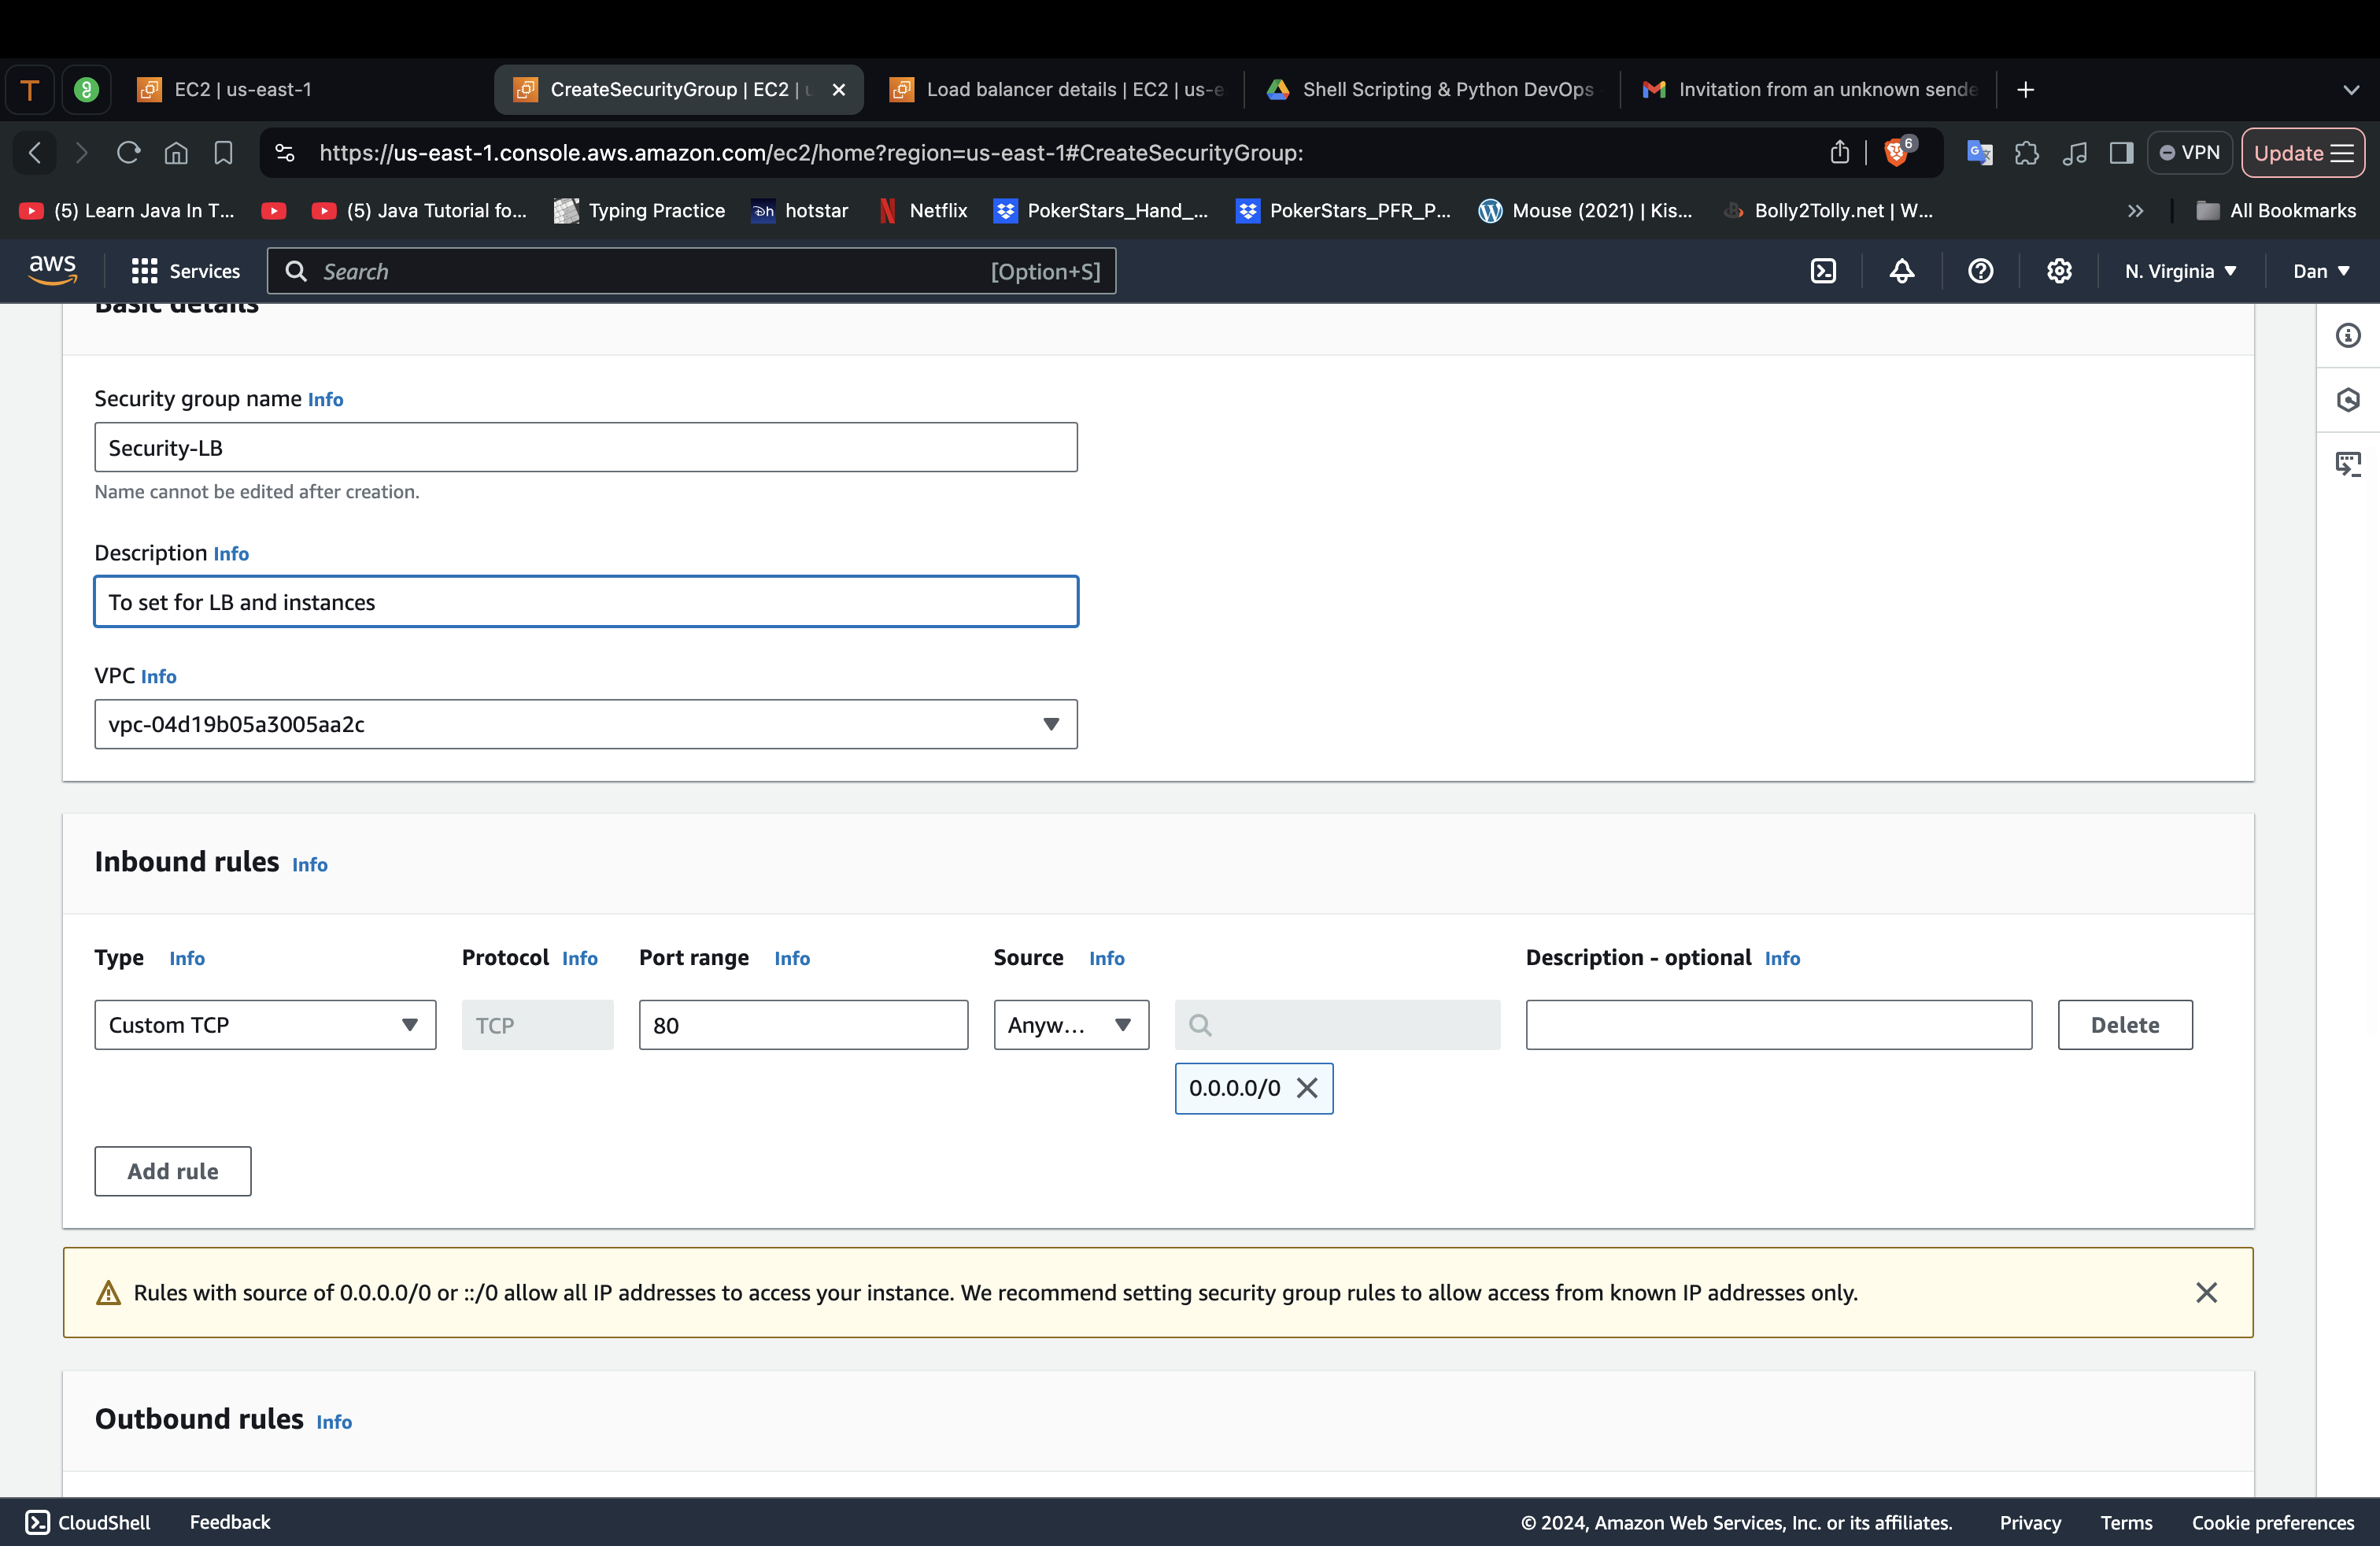 T
EC2 | us-east-1
CreateSecurityGroup | EC2 | u
Load balancer details | EC2 | us-e
Shell Scripting & Python DevOps
Invitation from an unknown sende
https://us-east-1.console.aws.amazon.com/ec2/home?region=us-east-1#CreateSecurityGroup:
6
VPN
Update
(5) Learn Java In T...
(5) Java Tutorial fo...
Typing Practice
hotstar
Netflix
PokerStars_Hand_...
PokerStars_PFR_P...
Mouse (2021) | Kis...
Bolly2Tolly.net | W...
All Bookmarks
aws
Services
Search
[Option+S]
N. Virginia
Dan
Basic details
Security group name Info
Security-LB
Name cannot be edited after creation.
Description Info
To set for LB and instances
VPC Info
vpc-04d19b05a3005aa2c
Inbound rules Info
Type Info
Protocol Info
Port range Info
Source Info
Description - optional Info
Custom TCP
TCP
80
Anyw...
Delete
0.0.0.0/0
Add rule
Rules with source of 0.0.0.0/0 or ::/0 allow all IP addresses to access your instance. We recommend setting security group rules to allow access from known IP addresses only.
Outbound rules Info
CloudShell
Feedback
© 2024, Amazon Web Services, Inc. or its affiliates.
Privacy
Terms
Cookie preferences